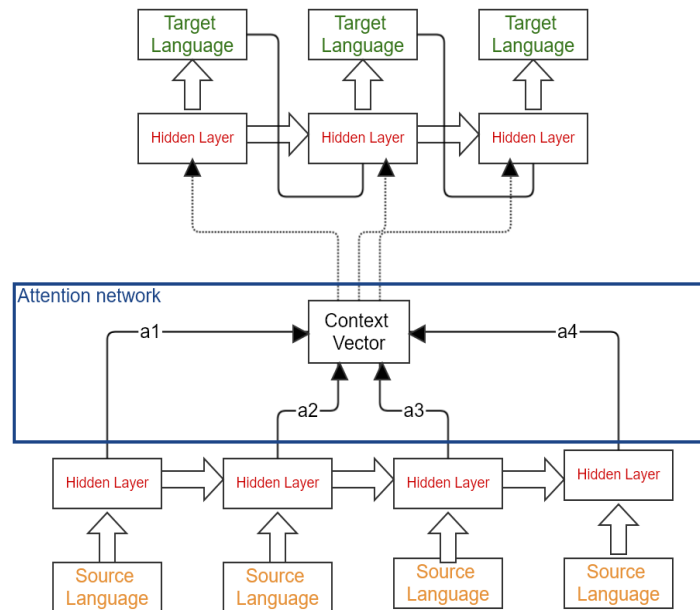 Target
Language
Target
Language
Target
Language
Hidden Layer
Hidden Layer
Hidden Layer
Attention network
Context
Vector
a1
a4
a2
a3
Hidden Layer
Hidden Layer
Hidden Layer
Hidden Layer
Source
Language
Source
Language
Source
Language
Source
Language